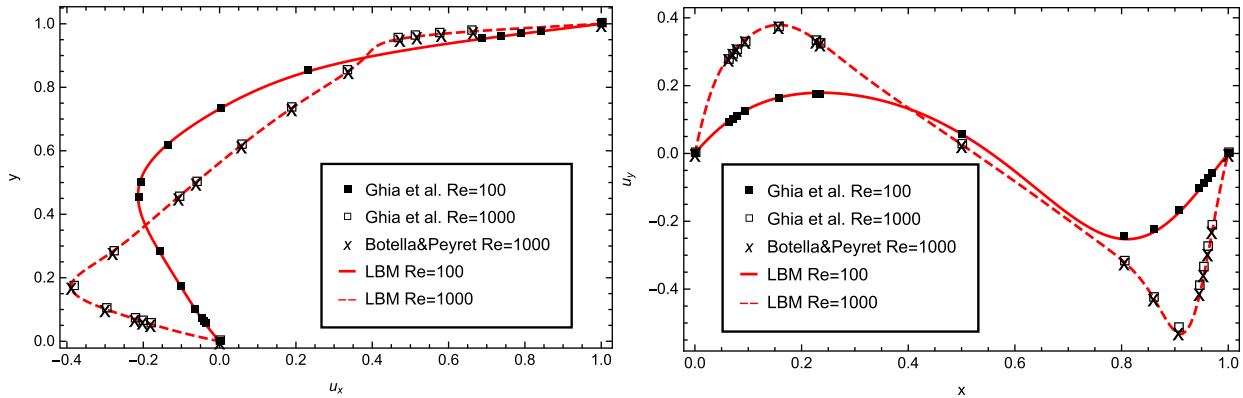 1.0
0.8
0.6
0.4
0.2
0.0
y
−0.4
−0.2
0.0
0.2
0.4
0.6
0.8
1.0
u_x
Ghia et al. Re=100
Ghia et al. Re=1000
Botella&Peyret Re=1000
LBM Re=100
LBM Re=1000
0.4
0.2
0.0
−0.2
−0.4
u_y
0.0
0.2
0.4
0.6
0.8
1.0
x
Ghia et al. Re=100
Ghia et al. Re=1000
Botella&Peyret Re=1000
LBM Re=100
LBM Re=1000